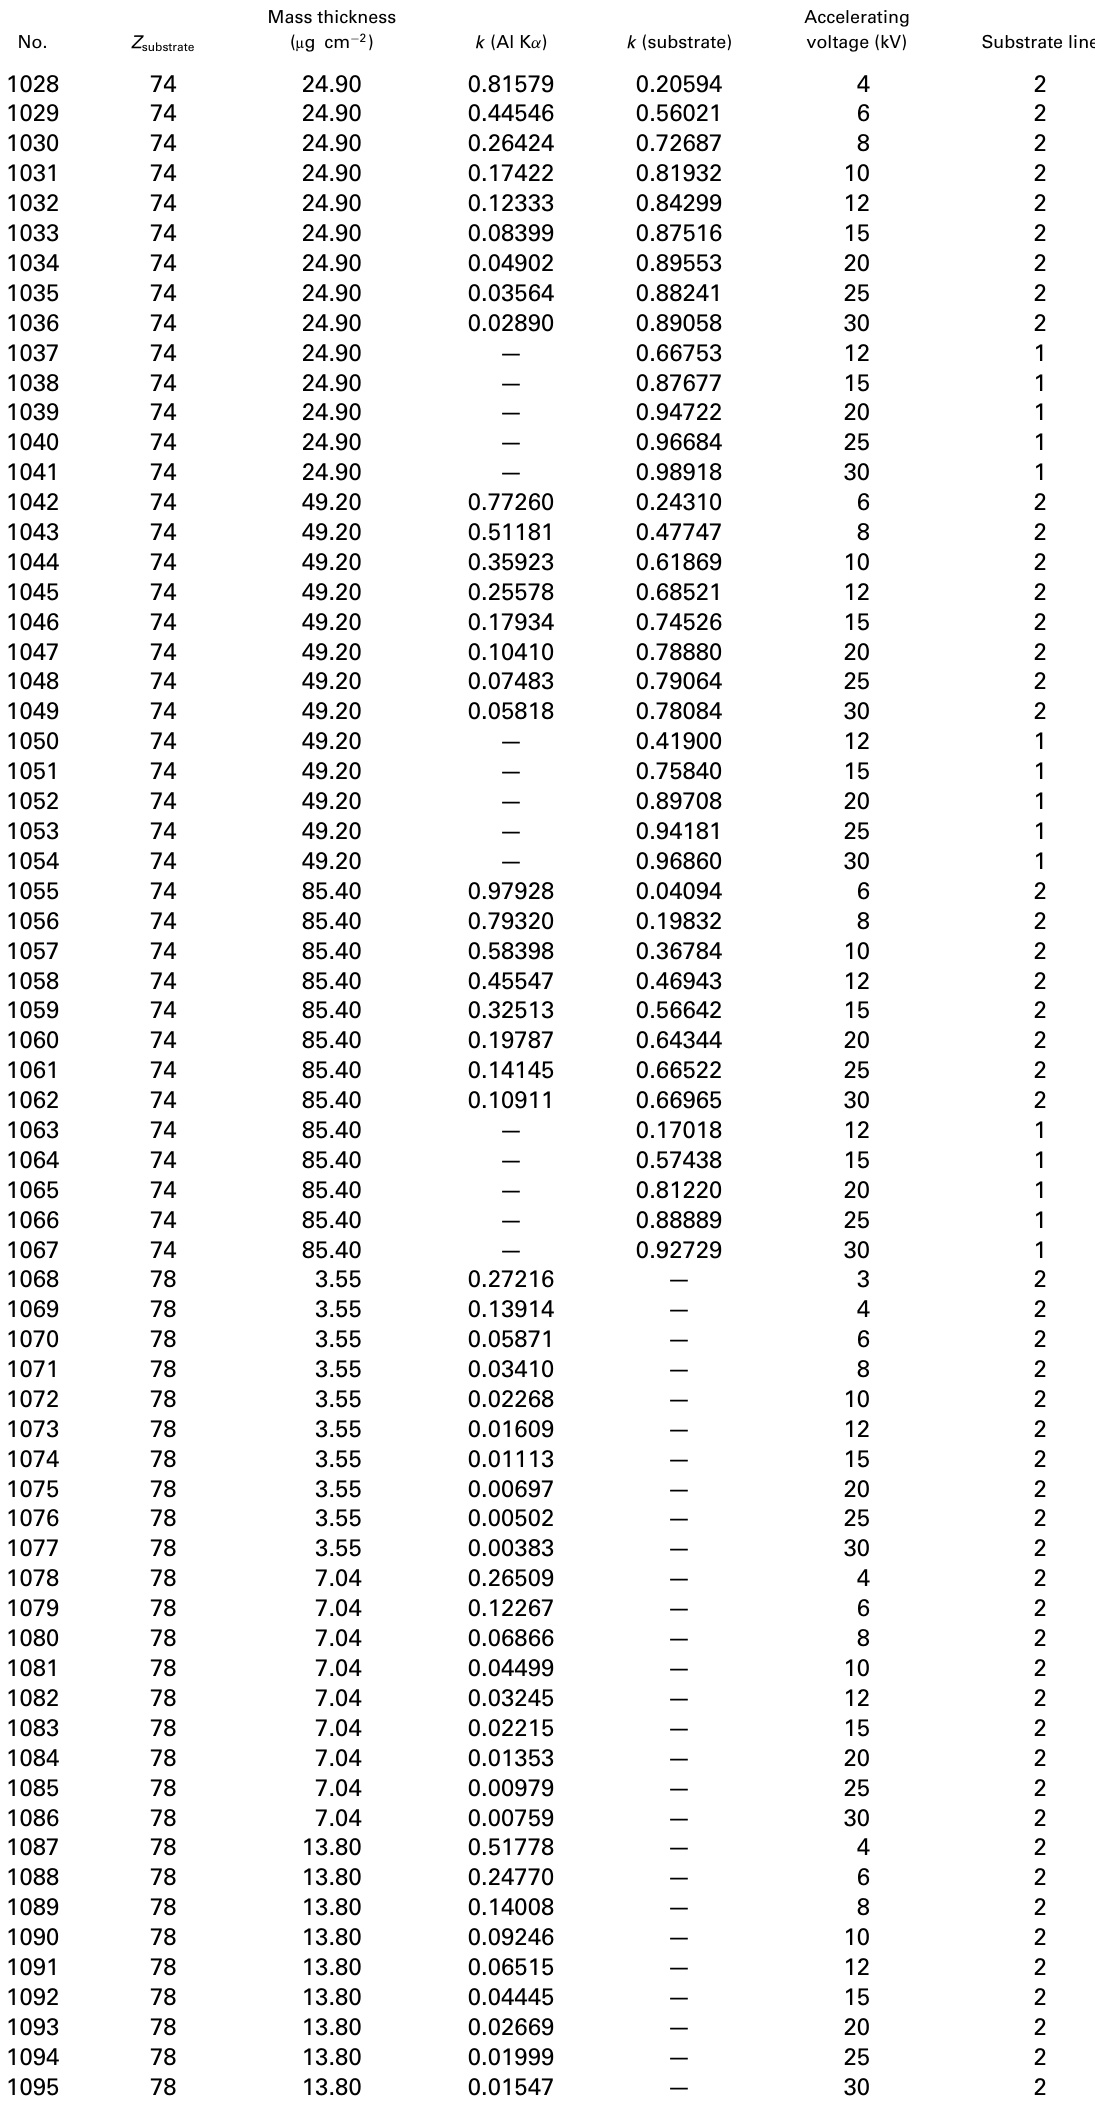 Mass thickness Accelerating
No. Zsubstrate (μg cm−2) k (Al Kα) k (substrate) voltage (kV) Substrate line
1028 74 24.90 0.81579 0.20594 4 2
1029 74 24.90 0.44546 0.56021 6 2
1030 74 24.90 0.26424 0.72687 8 2
1031 74 24.90 0.17422 0.81932 10 2
1032 74 24.90 0.12333 0.84299 12 2
1033 74 24.90 0.08399 0.87516 15 2
1034 74 24.90 0.04902 0.89553 20 2
1035 74 24.90 0.03564 0.88241 25 2
1036 74 24.90 0.02890 0.89058 30 2
1037 74 24.90 — 0.66753 12 1
1038 74 24.90 — 0.87677 15 1
1039 74 24.90 — 0.94722 20 1
1040 74 24.90 — 0.96684 25 1
1041 74 24.90 — 0.98918 30 1
1042 74 49.20 0.77260 0.24310 6 2
1043 74 49.20 0.51181 0.47747 8 2
1044 74 49.20 0.35923 0.61869 10 2
1045 74 49.20 0.25578 0.68521 12 2
1046 74 49.20 0.17934 0.74526 15 2
1047 74 49.20 0.10410 0.78880 20 2
1048 74 49.20 0.07483 0.79064 25 2
1049 74 49.20 0.05818 0.78084 30 2
1050 74 49.20 — 0.41900 12 1
1051 74 49.20 — 0.75840 15 1
1052 74 49.20 — 0.89708 20 1
1053 74 49.20 — 0.94181 25 1
1054 74 49.20 — 0.96860 30 1
1055 74 85.40 0.97928 0.04094 6 2
1056 74 85.40 0.79320 0.19832 8 2
1057 74 85.40 0.58398 0.36784 10 2
1058 74 85.40 0.45547 0.46943 12 2
1059 74 85.40 0.32513 0.56642 15 2
1060 74 85.40 0.19787 0.64344 20 2
1061 74 85.40 0.14145 0.66522 25 2
1062 74 85.40 0.10911 0.66965 30 2
1063 74 85.40 — 0.17018 12 1
1064 74 85.40 — 0.57438 15 1
1065 74 85.40 — 0.81220 20 1
1066 74 85.40 — 0.88889 25 1
1067 74 85.40 — 0.92729 30 1
1068 78 3.55 0.27216 — 3 2
1069 78 3.55 0.13914 — 4 2
1070 78 3.55 0.05871 — 6 2
1071 78 3.55 0.03410 — 8 2
1072 78 3.55 0.02268 — 10 2
1073 78 3.55 0.01609 — 12 2
1074 78 3.55 0.01113 — 15 2
1075 78 3.55 0.00697 — 20 2
1076 78 3.55 0.00502 — 25 2
1077 78 3.55 0.00383 — 30 2
1078 78 7.04 0.26509 — 4 2
1079 78 7.04 0.12267 — 6 2
1080 78 7.04 0.06866 — 8 2
1081 78 7.04 0.04499 — 10 2
1082 78 7.04 0.03245 — 12 2
1083 78 7.04 0.02215 — 15 2
1084 78 7.04 0.01353 — 20 2
1085 78 7.04 0.00979 — 25 2
1086 78 7.04 0.00759 — 30 2
1087 78 13.80 0.51778 — 4 2
1088 78 13.80 0.24770 — 6 2
1089 78 13.80 0.14008 — 8 2
1090 78 13.80 0.09246 — 10 2
1091 78 13.80 0.06515 — 12 2
1092 78 13.80 0.04445 — 15 2
1093 78 13.80 0.02669 — 20 2
1094 78 13.80 0.01999 — 25 2
1095 78 13.80 0.01547 — 30 2